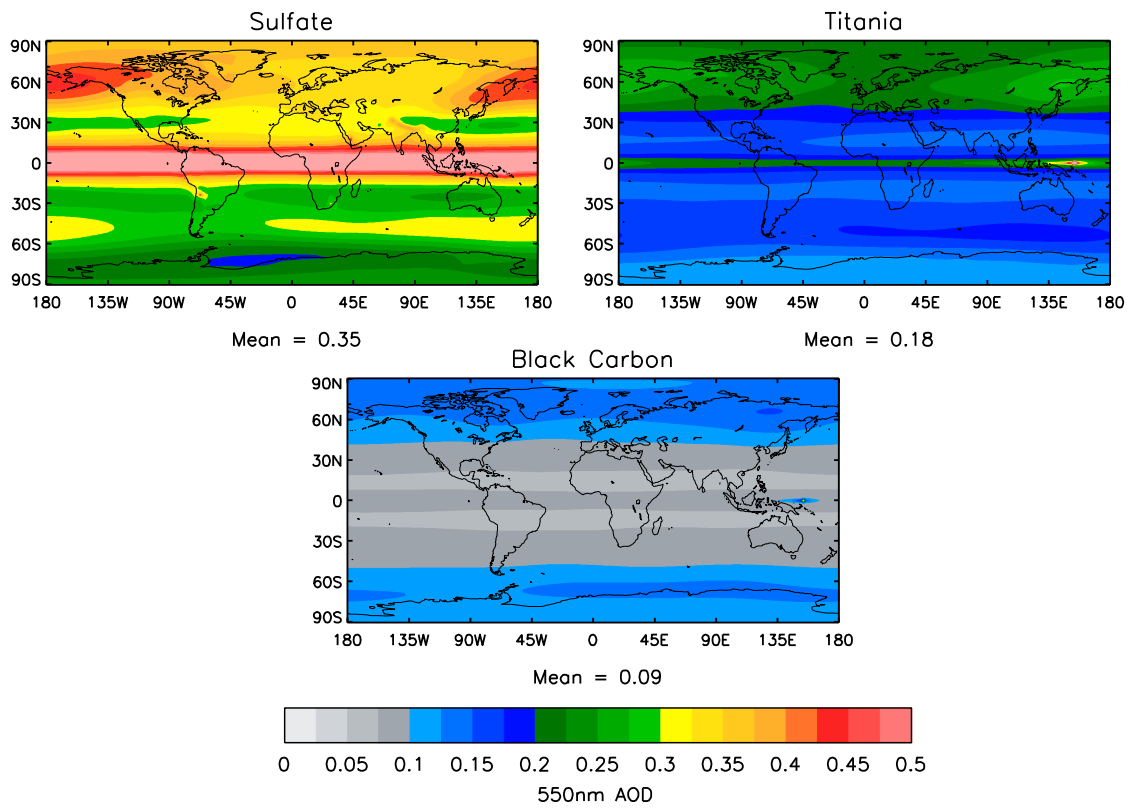 Sulfate
90N
60N
30N
0
30S
60S
90S
180 135W 90W 45W 0 45E 90E 135E 180
Mean = 0.35
Titania
90N
60N
30N
0
30S
60S
90S
180 135W 90W 45W 0 45E 90E 135E 180
Mean = 0.18
Black Carbon
90N
60N
30N
0
30S
60S
90S
180 135W 90W 45W 0 45E 90E 135E 180
Mean = 0.09
0 0.05 0.1 0.15 0.2 0.25 0.3 0.35 0.4 0.45 0.5
550nm AOD